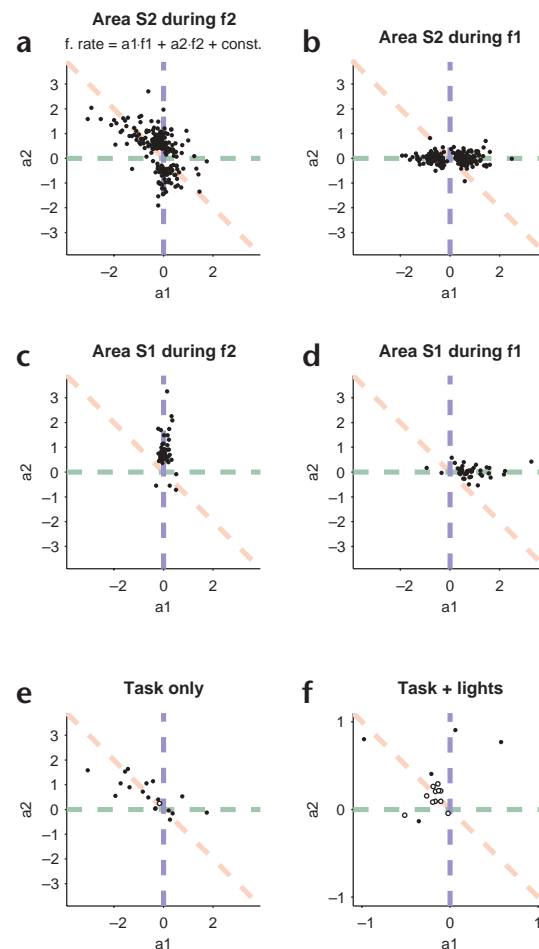 a
Area S2 during f2
f. rate = a1·f1 + a2·f2 + const.
3
2
1
0
–1
–2
–3
a2
–2
0
2
a1
b
Area S2 during f1
3
2
1
0
–1
–2
–3
a2
–2
0
2
a1
c
Area S1 during f2
3
2
1
0
–1
–2
–3
a2
–2
0
2
a1
d
Area S1 during f1
3
2
1
0
–1
–2
–3
a2
–2
0
2
a1
e
Task only
3
2
1
0
–1
–2
–3
a2
–2
0
2
a1
f
Task + lights
1
0
–1
a2
–1
0
1
a1